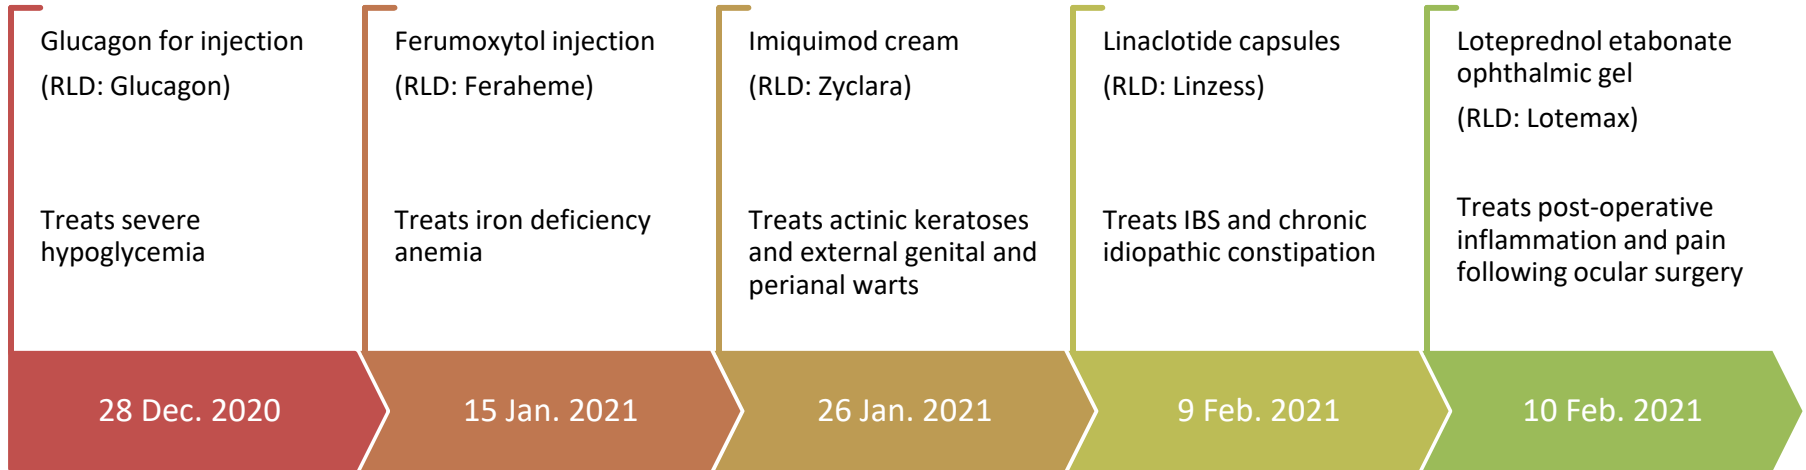 Glucagon for injection
(RLD: Glucagon)
Treats severe
hypoglycemia
28 Dec. 2020
Ferumoxytol injection
(RLD: Feraheme)
Treats iron deficiency
anemia
15 Jan. 2021
Imiquimod cream
(RLD: Zyclara)
Treats actinic keratoses
and external genital and
perianal warts
26 Jan. 2021
Linaclotide capsules
(RLD: Linzess)
Treats IBS and chronic
idiopathic constipation
9 Feb. 2021
Loteprednol etabonate
ophthalmic gel
(RLD: Lotemax)
Treats post-operative
inflammation and pain
following ocular surgery
10 Feb. 2021